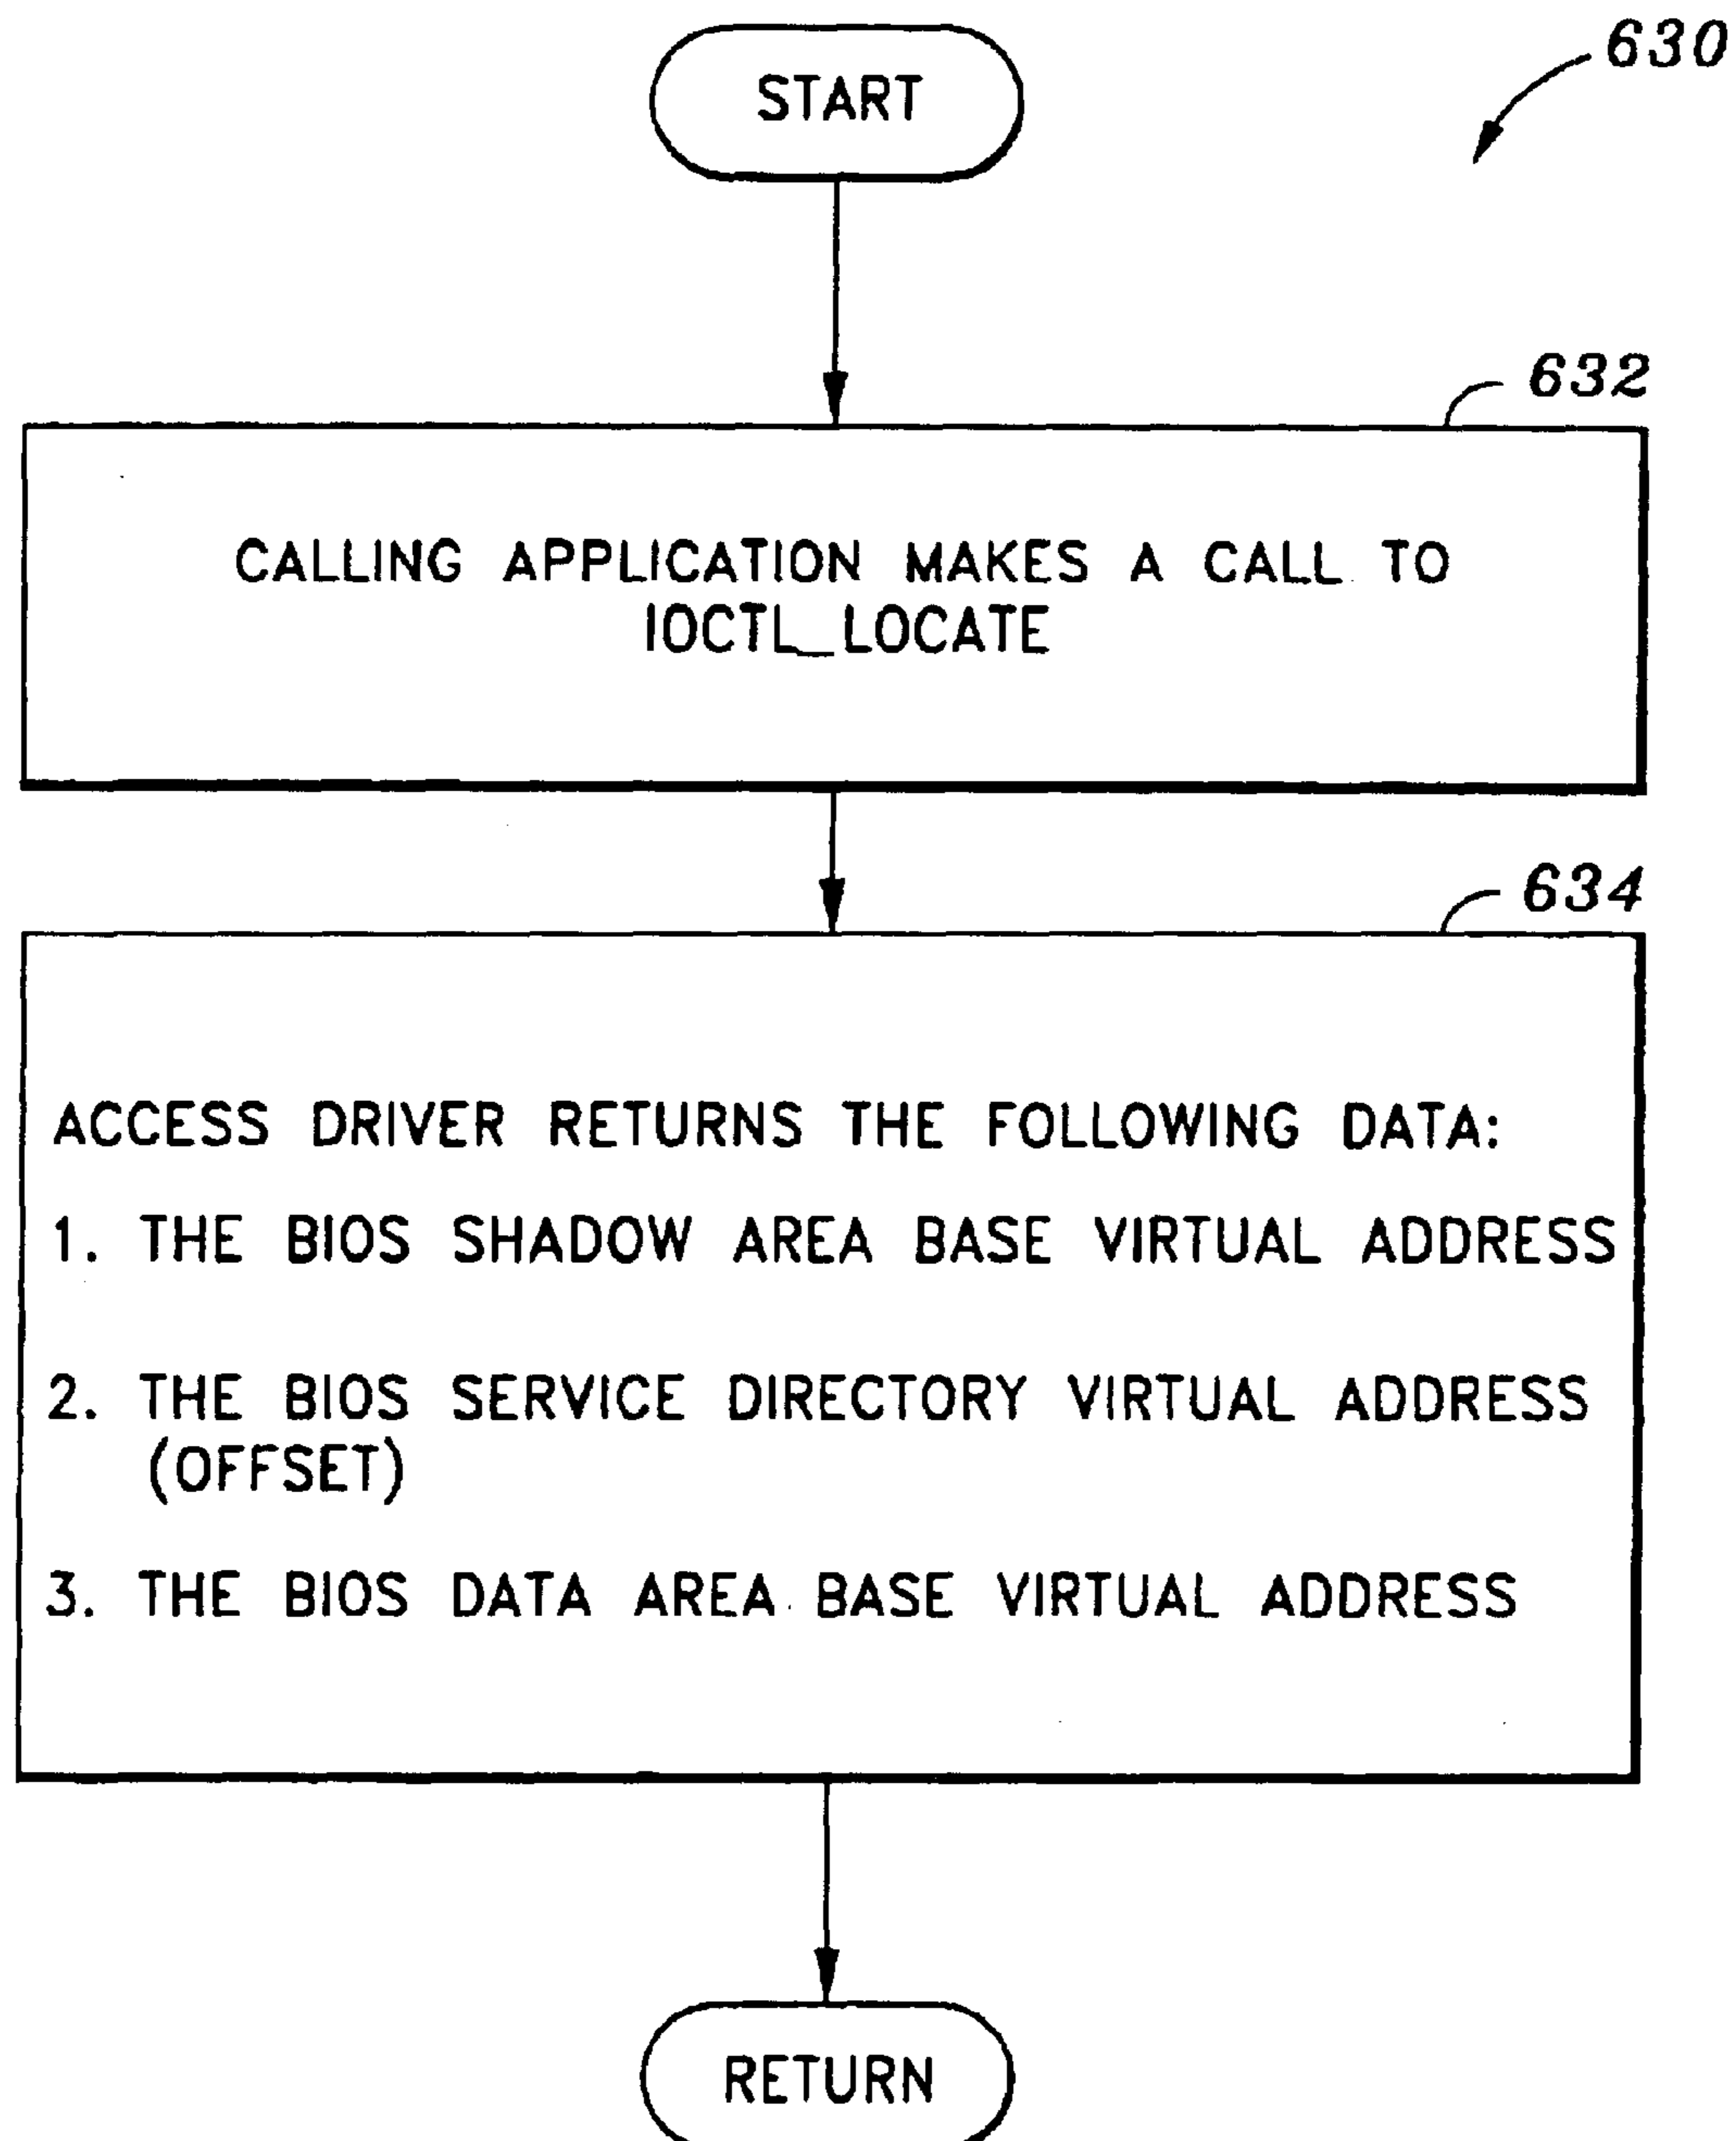 START
630
632
CALLING APPLICATION MAKES A CALL TO
IOCTL_LOCATE
634
ACCESS DRIVER RETURNS THE FOLLOWING DATA:
1. THE BIOS SHADOW AREA BASE VIRTUAL ADDRESS
2. THE BIOS SERVICE DIRECTORY VIRTUAL ADDRESS
(OFFSET)
3. THE BIOS DATA AREA BASE VIRTUAL ADDRESS
RETURN